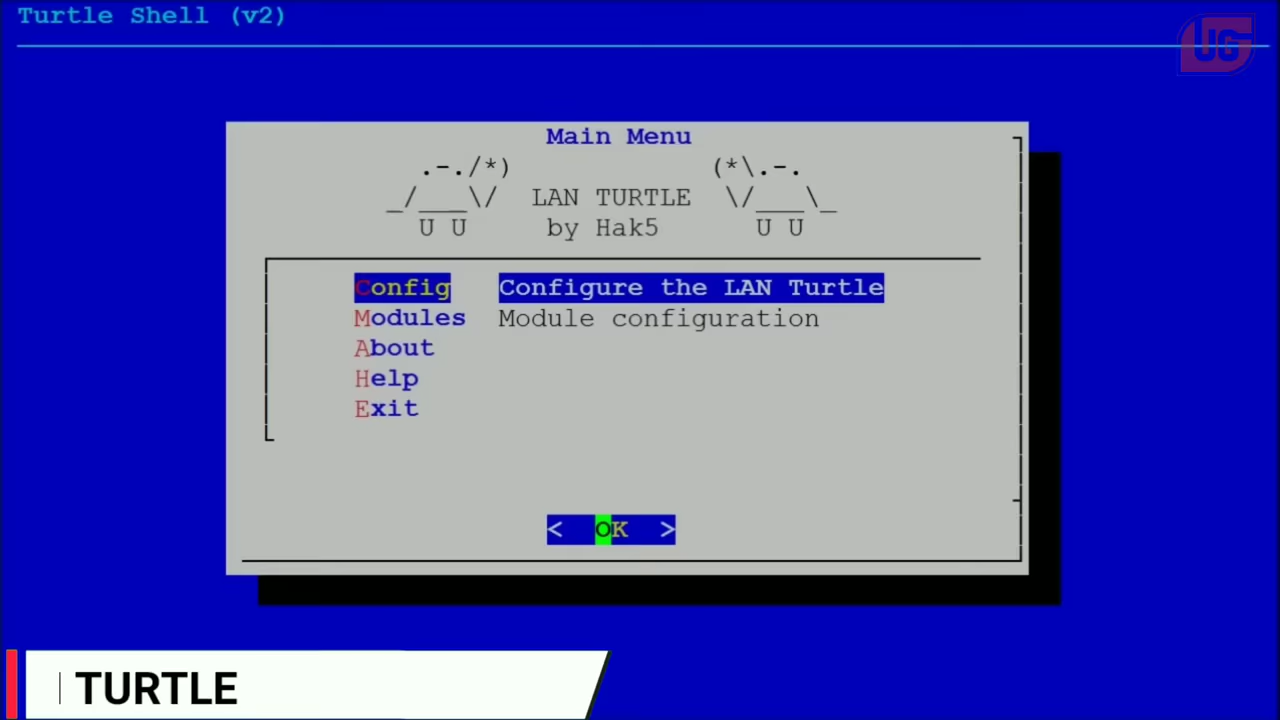 Turtle Shell (v2)
UG
Main Menu
.-./*)                         (*\.-.
_/___\/  LAN TURTLE  \/___\_
U U     by Hak5      U U
Config   Configure the LAN Turtle
Modules  Module configuration
About
Help
Exit
<  OK  >
TURTLE